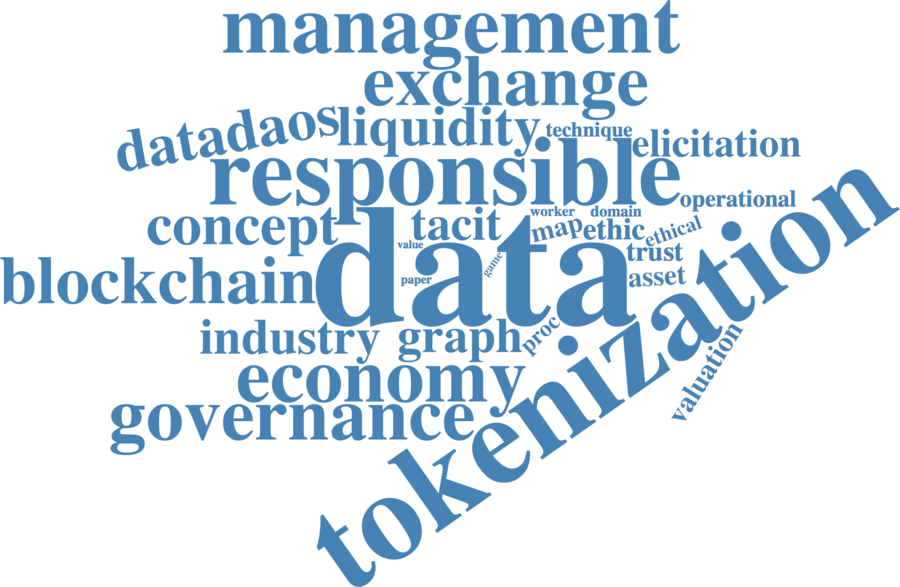 management
exchange
datadaos
liquidity
technique
elicitation
responsible
operational
concept
tacit
worker
domain
map
ethic
ethical
value
data
trust
game
paper
asset
blockchain
industry
graph
proc
tokenization
valuation
economy
governance